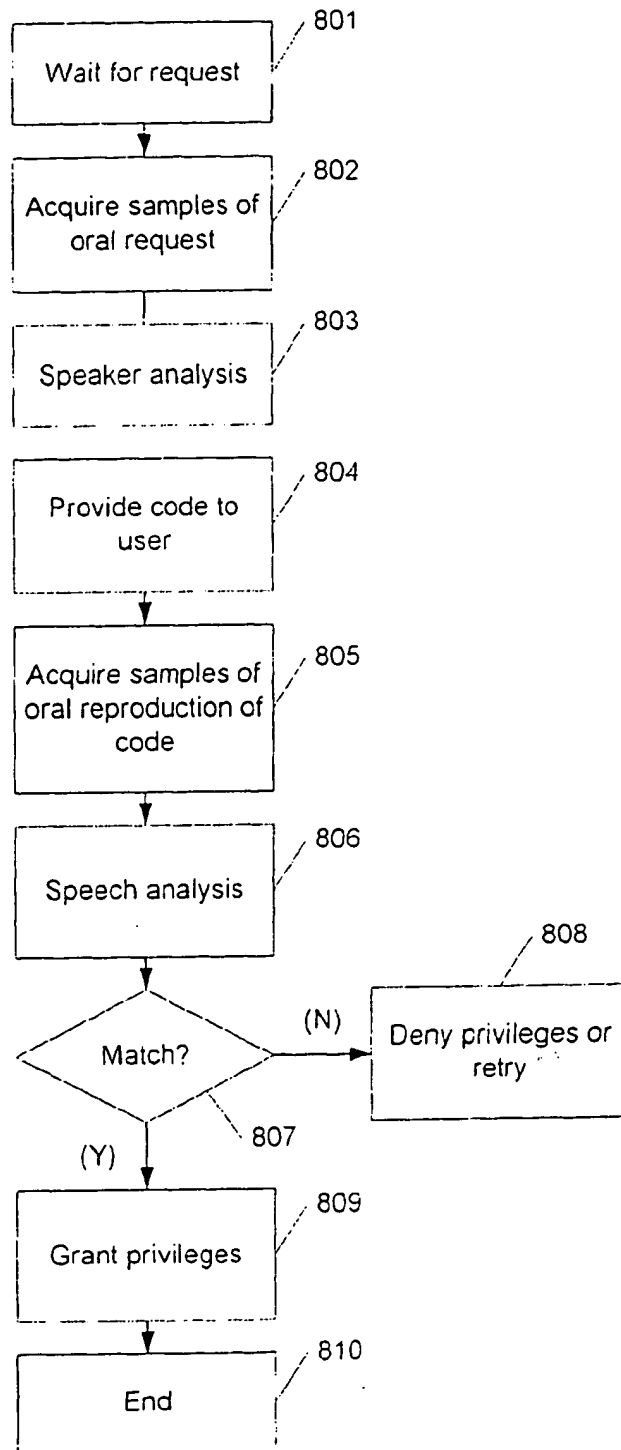 801
Wait for request
802
Acquire samples of
oral request
803
Speaker analysis
804
Provide code to
user
805
Acquire samples of
oral reproduction of
code
806
Speech analysis
808
(N)
Deny privileges or
retry
Match?
807
(Y)
809
Grant privileges
810
End